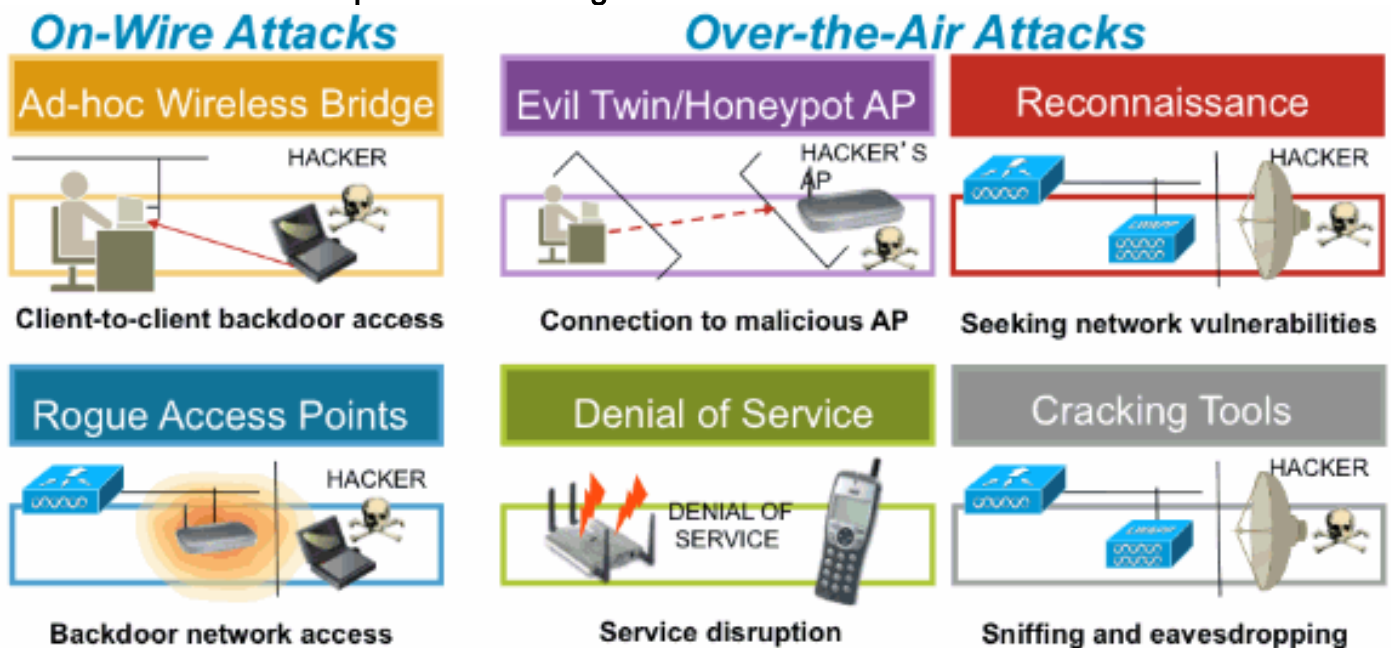 On-Wire Attacks
Over-the-Air Attacks
Ad-hoc Wireless Bridge
HACKER
Client-to-client backdoor access
Evil Twin/Honeypot AP
HACKER'S
AP
Connection to malicious AP
Reconnaissance
HACKER
Seeking network vulnerabilities
Rogue Access Points
HACKER
Backdoor network access
Denial of Service
DENIAL OF
SERVICE
Service disruption
Cracking Tools
HACKER
Sniffing and eavesdropping